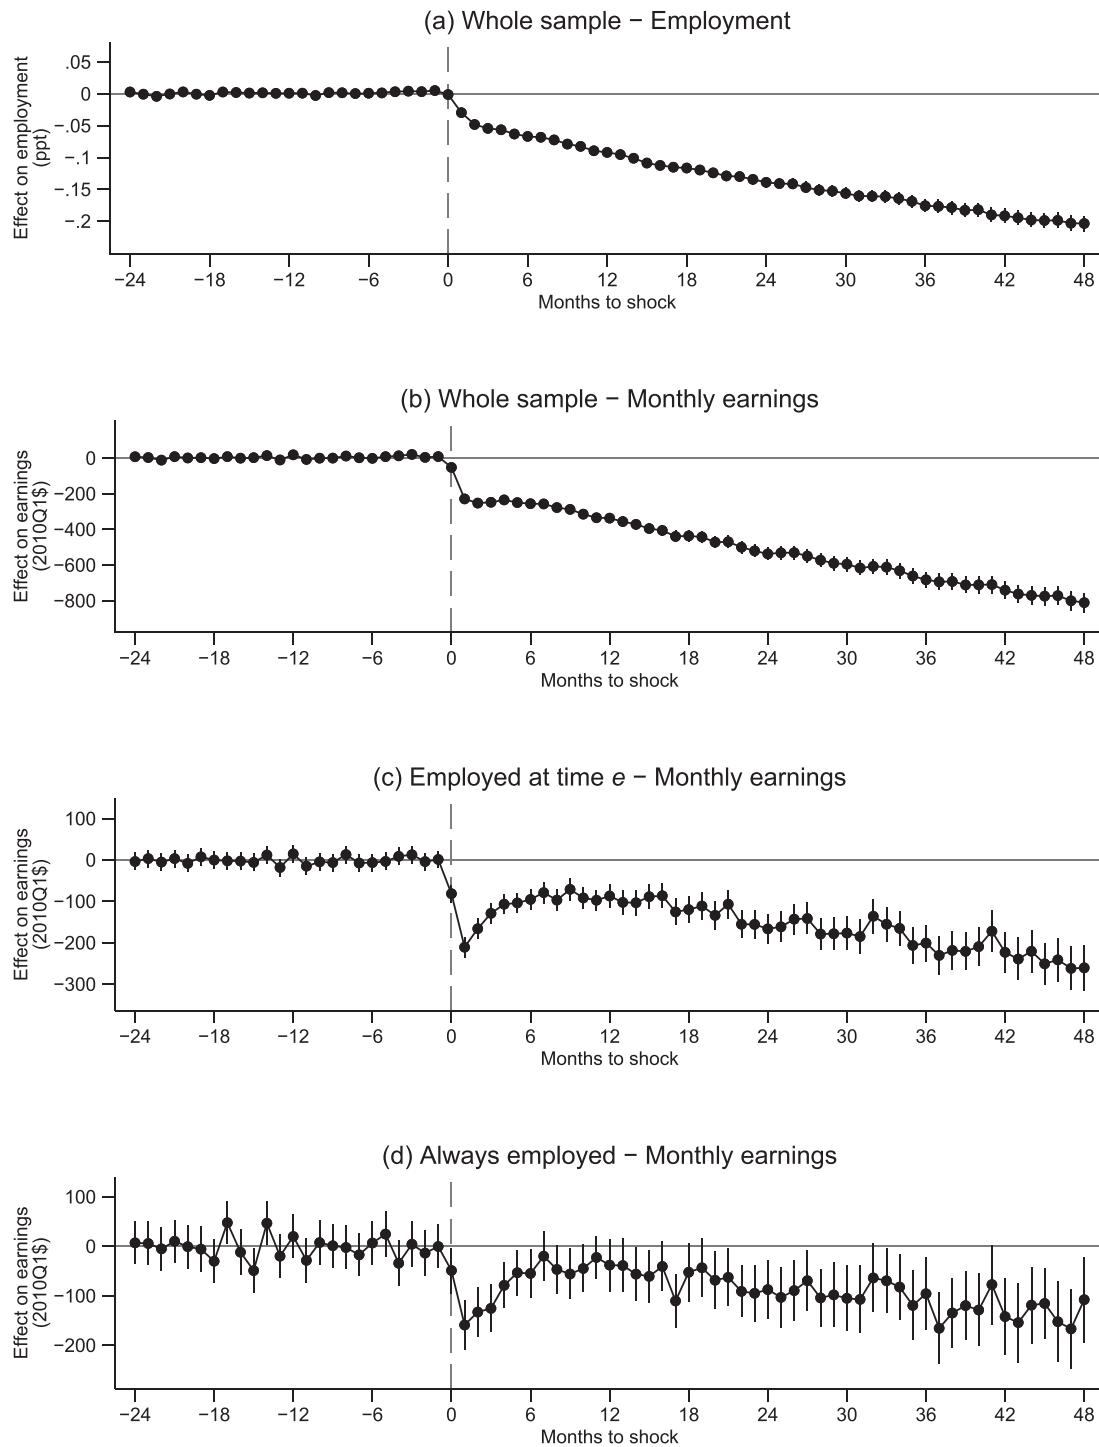 (a) Whole sample − Employment
Effect on employment
(ppt)
.05
0
−.05
−.1
−.15
−.2
−24 −18 −12 −6 0 6 12 18 24 30 36 42 48
Months to shock
(b) Whole sample − Monthly earnings
Effect on earnings
(2010Q1$)
0
−200
−400
−600
−800
−24 −18 −12 −6 0 6 12 18 24 30 36 42 48
Months to shock
(c) Employed at time e − Monthly earnings
Effect on earnings
(2010Q1$)
100
0
−100
−200
−300
−24 −18 −12 −6 0 6 12 18 24 30 36 42 48
Months to shock
(d) Always employed − Monthly earnings
Effect on earnings
(2010Q1$)
100
0
−100
−200
−24 −18 −12 −6 0 6 12 18 24 30 36 42 48
Months to shock